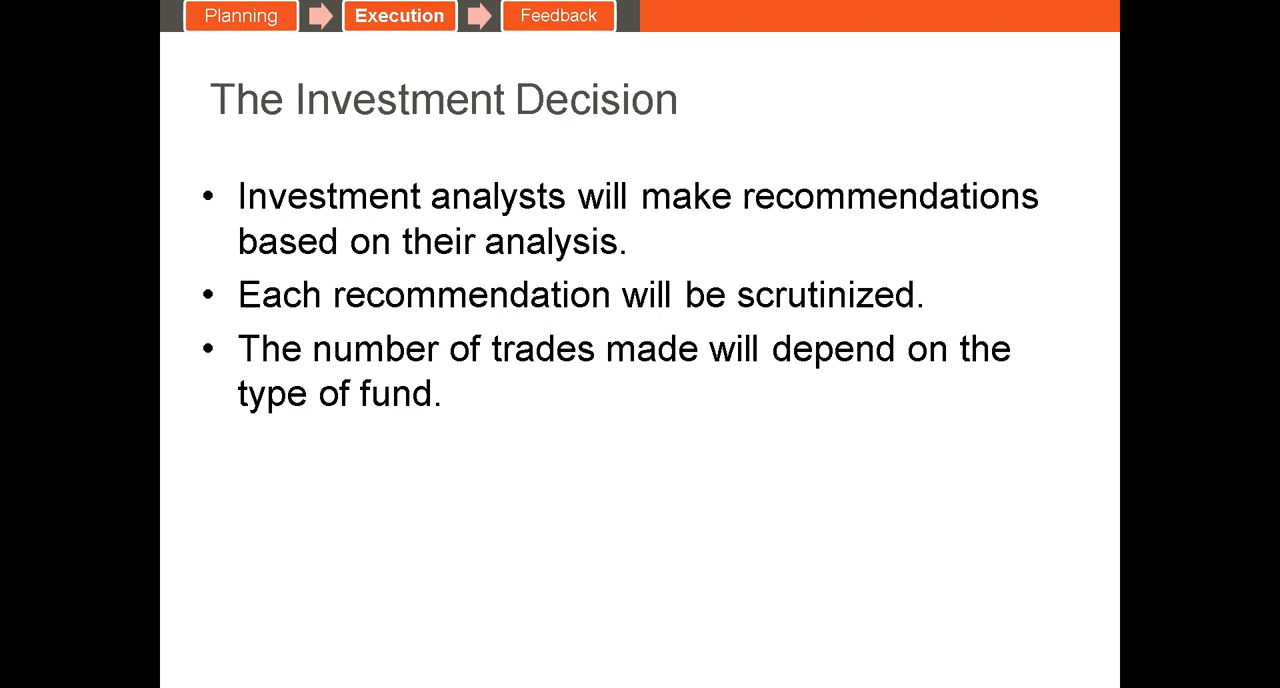 Planning Execution Feedback
The Investment Decision
• Investment analysts will make recommendations
based on their analysis.
• Each recommendation will be scrutinized.
• The number of trades made will depend on the
type of fund.